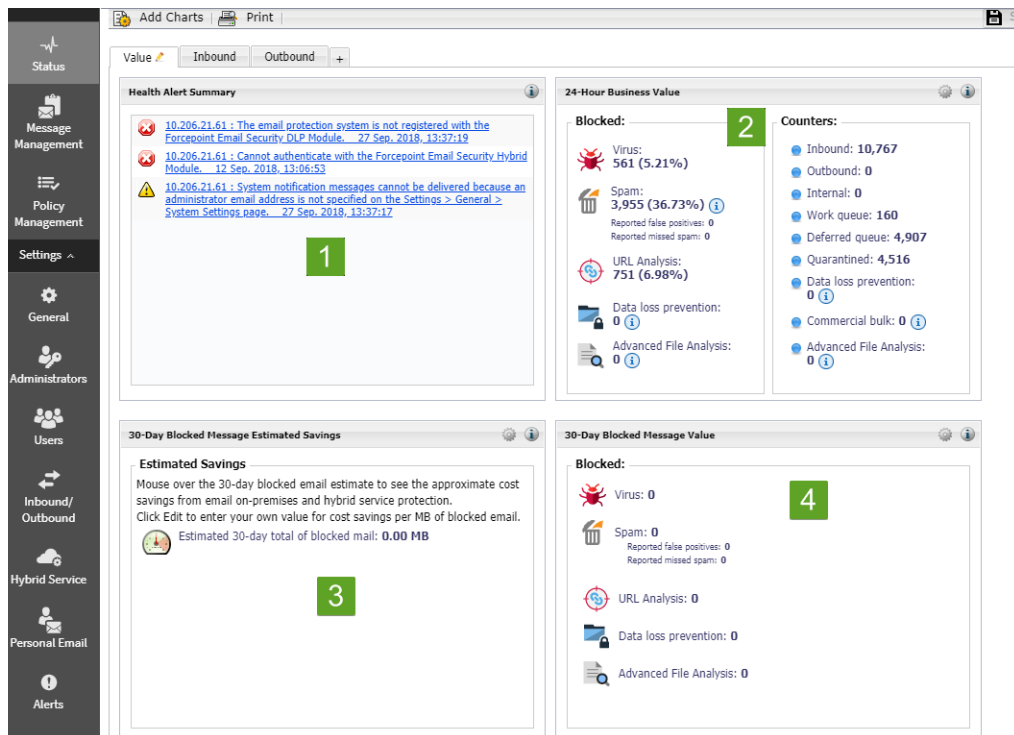 Add Charts | Print |
S
Status
Message
Management
Policy
Management
Settings
General
Administrators
Users
Inbound/
Outbound
Hybrid Service
Personal Email
Alerts
Value
Inbound
Outbound
+
Health Alert Summary
10.206.21.61 : The email protection system is not registered with the
Forcepoint Email Security DLP Module. 27 Sep. 2018, 13:37:19
10.206.21.61 : Cannot authenticate with the Forcepoint Email Security Hybrid
Module. 12 Sep. 2018, 13:06:53
10.206.21.61 : System notification messages cannot be delivered because an
administrator email address is not specified on the Settings > General >
System Settings page. 27 Sep. 2018, 13:37:17
1
24-Hour Business Value
Blocked:
2
Virus:
561 (5.21%)
Spam:
3,955 (36.73%)
Reported false positives: 0
Reported missed spam: 0
URL Analysis:
751 (6.98%)
Data loss prevention:
0
Advanced File Analysis:
0
Counters:
Inbound: 10,767
Outbound: 0
Internal: 0
Work queue: 160
Deferred queue: 4,907
Quarantined: 4,516
Data loss prevention:
0
Commercial bulk: 0
Advanced File Analysis:
0
30-Day Blocked Message Estimated Savings
Estimated Savings
Mouse over the 30-day blocked email estimate to see the approximate cost
savings from email on-premises and hybrid service protection.
Click Edit to enter your own value for cost savings per MB of blocked email.
Estimated 30-day total of blocked mail: 0.00 MB
3
30-Day Blocked Message Value
Blocked:
4
Virus: 0
Spam: 0
Reported false positives: 0
Reported missed spam: 0
URL Analysis: 0
Data loss prevention: 0
Advanced File Analysis: 0